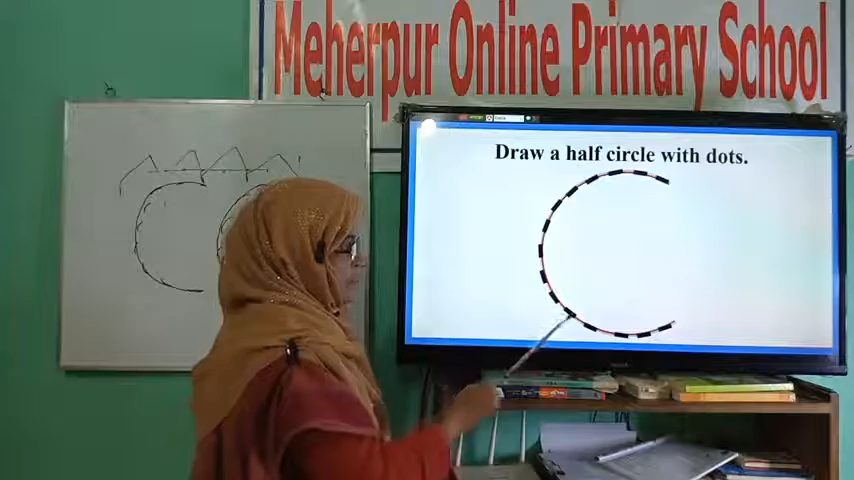 Meherpur Online Primary School
Draw a half circle with dots.